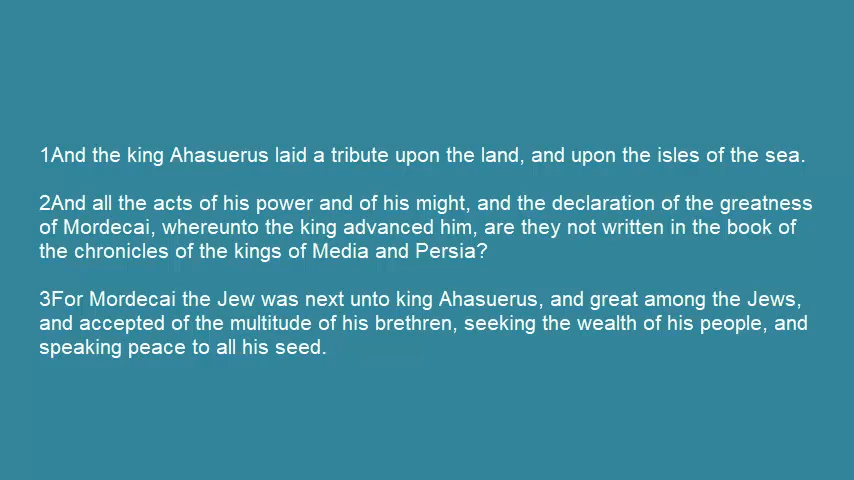 1And the king Ahasuerus laid a tribute upon the land, and upon the isles of the sea.
2And all the acts of his power and of his might, and the declaration of the greatness
of Mordecai, whereunto the king advanced him, are they not written in the book of
the chronicles of the kings of Media and Persia?
3For Mordecai the Jew was next unto king Ahasuerus, and great among the Jews,
and accepted of the multitude of his brethren, seeking the wealth of his people, and
speaking peace to all his seed.